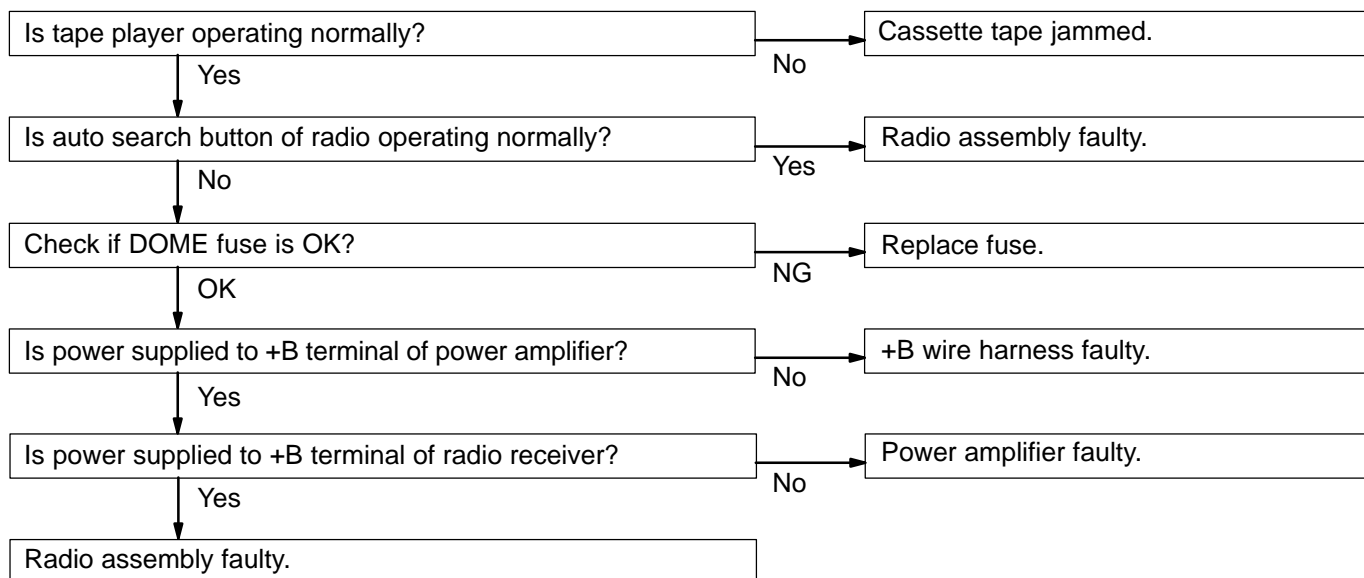 Is tape player operating normally?
No
Cassette tape jammed.
Yes
Is auto search button of radio operating normally?
Yes
Radio assembly faulty.
No
Check if DOME fuse is OK?
NG
Replace fuse.
OK
Is power supplied to +B terminal of power amplifier?
No
+B wire harness faulty.
Yes
Is power supplied to +B terminal of radio receiver?
No
Power amplifier faulty.
Yes
Radio assembly faulty.